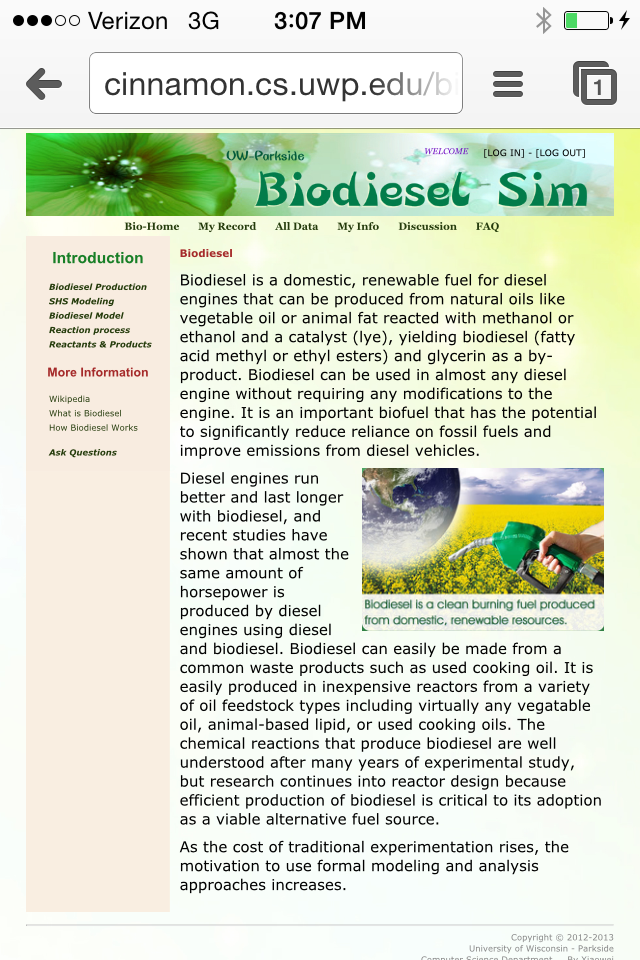 Verizon 3G 3:07 PM
cinnamon.cs.uwp.edu/bi
1
WELCOME [LOG IN] - [LOG OUT]
UW-Parkside
Biodiesel Sim
Bio-Home My Record All Data My Info Discussion FAQ
Introduction
Biodiesel Production
SHS Modeling
Biodiesel Model
Reaction process
Reactants & Products
More Information
Wikipedia
What is Biodiesel
How Biodiesel Works
Ask Questions
Biodiesel
Biodiesel is a domestic, renewable fuel for diesel
engines that can be produced from natural oils like
vegetable oil or animal fat reacted with methanol or
ethanol and a catalyst (lye), yielding biodiesel (fatty
acid methyl or ethyl esters) and glycerin as a by-
product. Biodiesel can be used in almost any diesel
engine without requiring any modifications to the
engine. It is an important biofuel that has the potential
to significantly reduce reliance on fossil fuels and
improve emissions from diesel vehicles.
Diesel engines run
better and last longer
with biodiesel, and
recent studies have
shown that almost the
same amount of
horsepower is
produced by diesel
engines using diesel
Biodiesel is a clean burning fuel produced
from domestic, renewable resources.
and biodiesel. Biodiesel can easily be made from a
common waste products such as used cooking oil. It is
easily produced in inexpensive reactors from a variety
of oil feedstock types including virtually any vegatable
oil, animal-based lipid, or used cooking oils. The
chemical reactions that produce biodiesel are well
understood after many years of experimental study,
but research continues into reactor design because
efficient production of biodiesel is critical to its adoption
as a viable alternative fuel source.
As the cost of traditional experimentation rises, the
motivation to use formal modeling and analysis
approaches increases.
Copyright © 2012-2013
University of Wisconsin - Parkside
Computer Science Department By Xiaowei